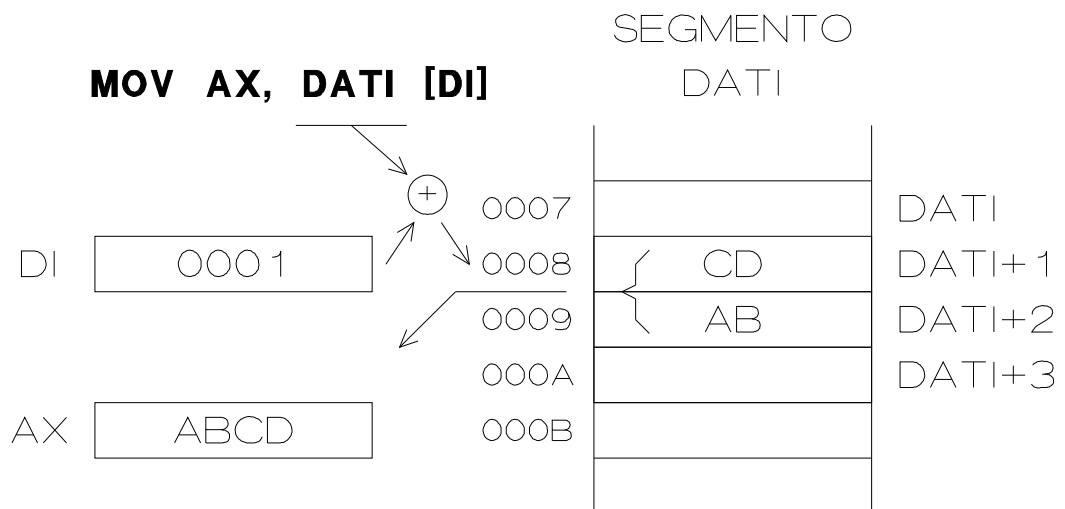 SEGMENTO
DATI
MOV AX, DATI [DI]
+
0007 DATI
DI 0001 0008 CD DATI+1
0009 AB DATI+2
000A DATI+3
AX ABCD 000B